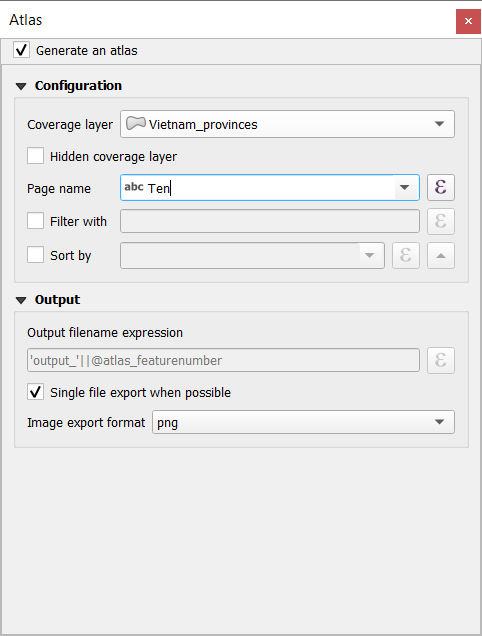 Atlas
Generate an atlas
Configuration
Coverage layer Vietnam_provinces
Hidden coverage layer
Page name abc Ten ε
Filter with ε
Sort by ε
Output
Output filename expression
'output_'||@atlas_featurenumber ε
Single file export when possible
Image export format png